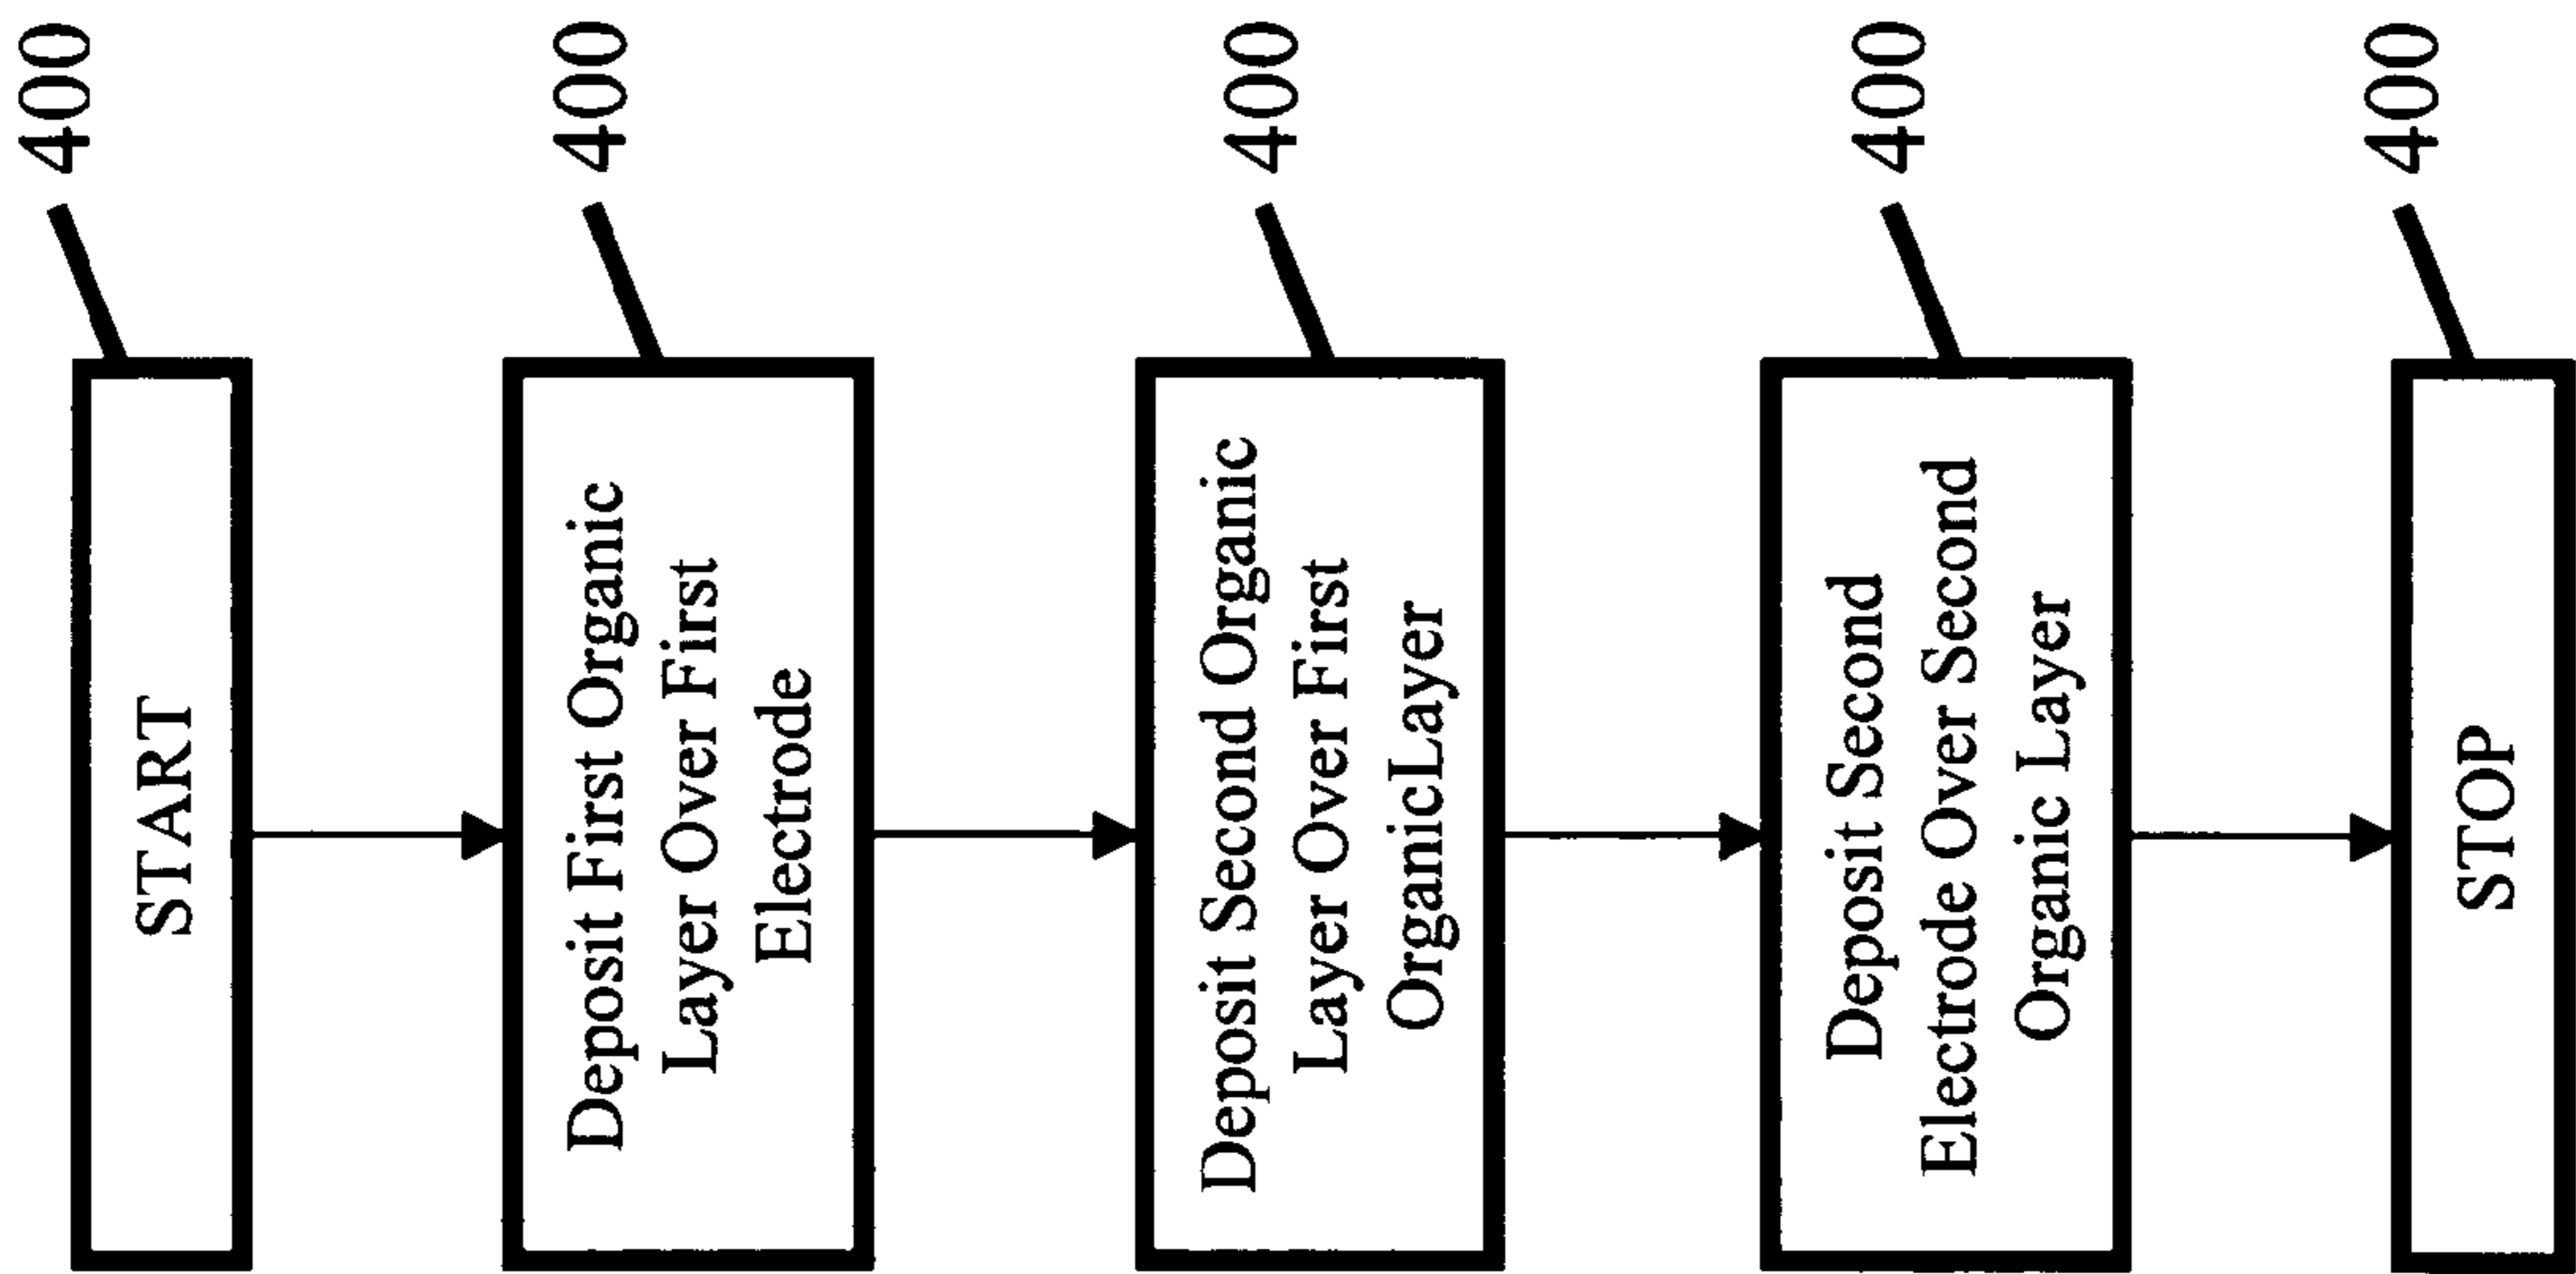 START
400
Deposit First Organic
Layer Over First
Electrode
400
Deposit Second Organic
Layer Over First
OrganicLayer
400
Deposit Second
Electrode Over Second
Organic Layer
400
STOP
400